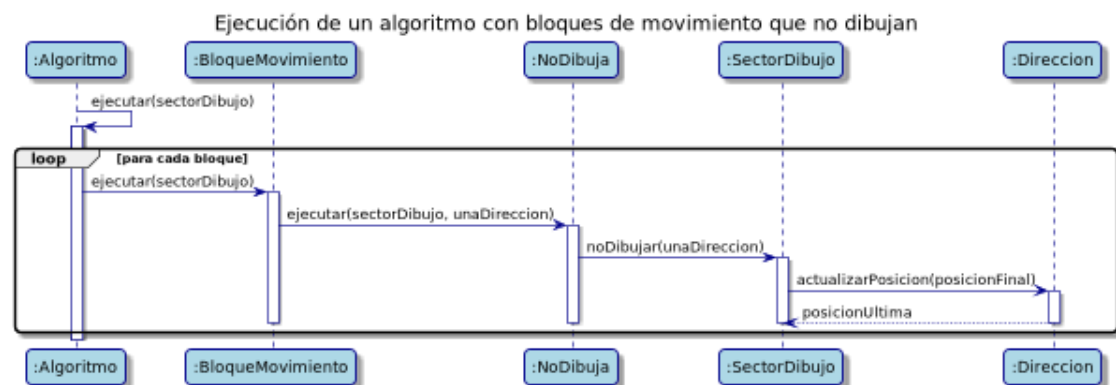 Ejecución de un algoritmo con bloques de movimiento que no dibujan
:Algoritmo :BloqueMovimiento :NoDibuja :SectorDibujo :Direccion
ejecutar(sectorDibujo)
loop [para cada bloque]
ejecutar(sectorDibujo)
ejecutar(sectorDibujo, unaDireccion)
noDibujar(unaDireccion)
actualizarPosicion(posicionFinal)
posicionUltima
:Algoritmo :BloqueMovimiento :NoDibuja :SectorDibujo :Direccion